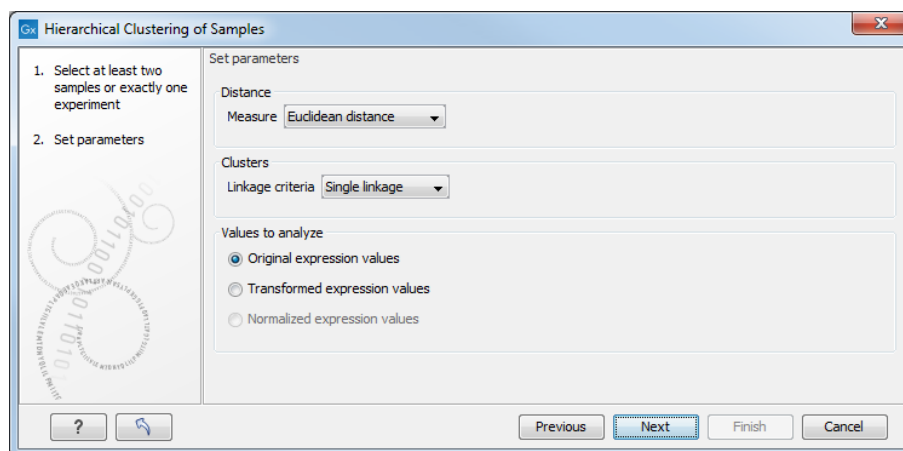 Gx Hierarchical Clustering of Samples
1. Select at least two
samples or exactly one
experiment
2. Set parameters
Set parameters
Distance
Measure Euclidean distance
Clusters
Linkage criteria Single linkage
Values to analyze
Original expression values
Transformed expression values
Normalized expression values
? Previous Next Finish Cancel